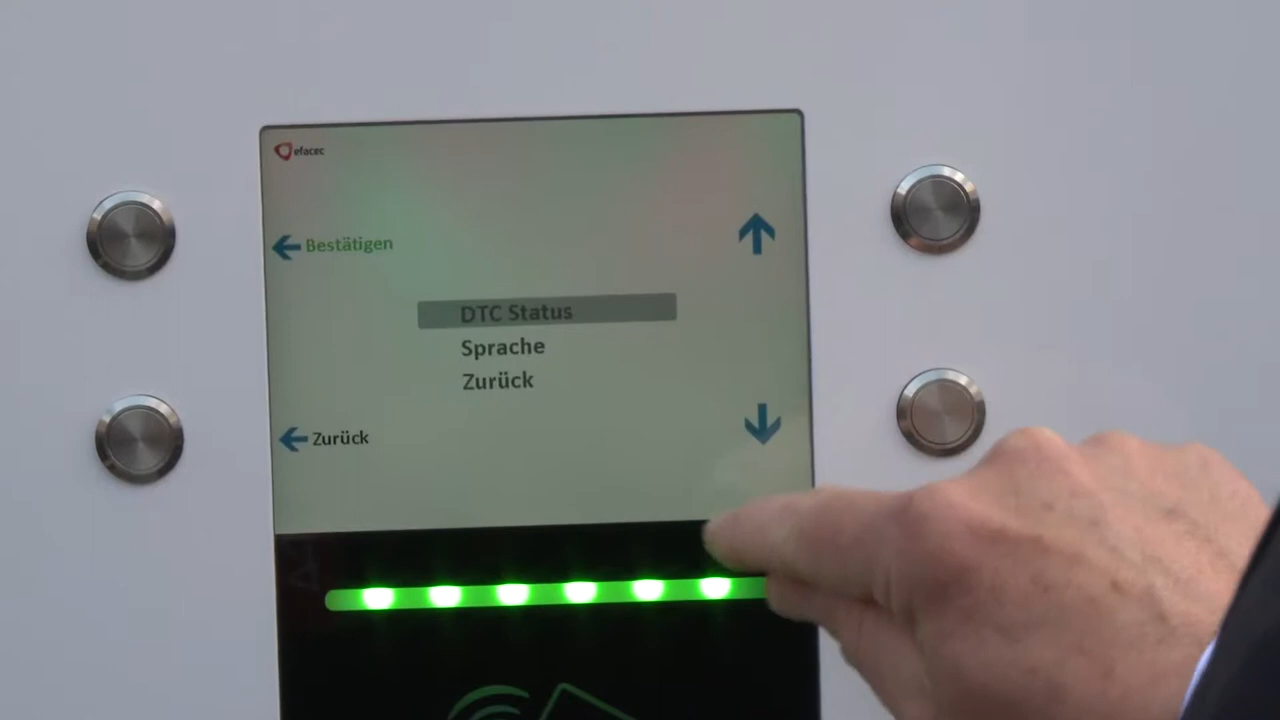 efacec
Bestätigen
DTC Status
Sprache
Zurück
Zurück